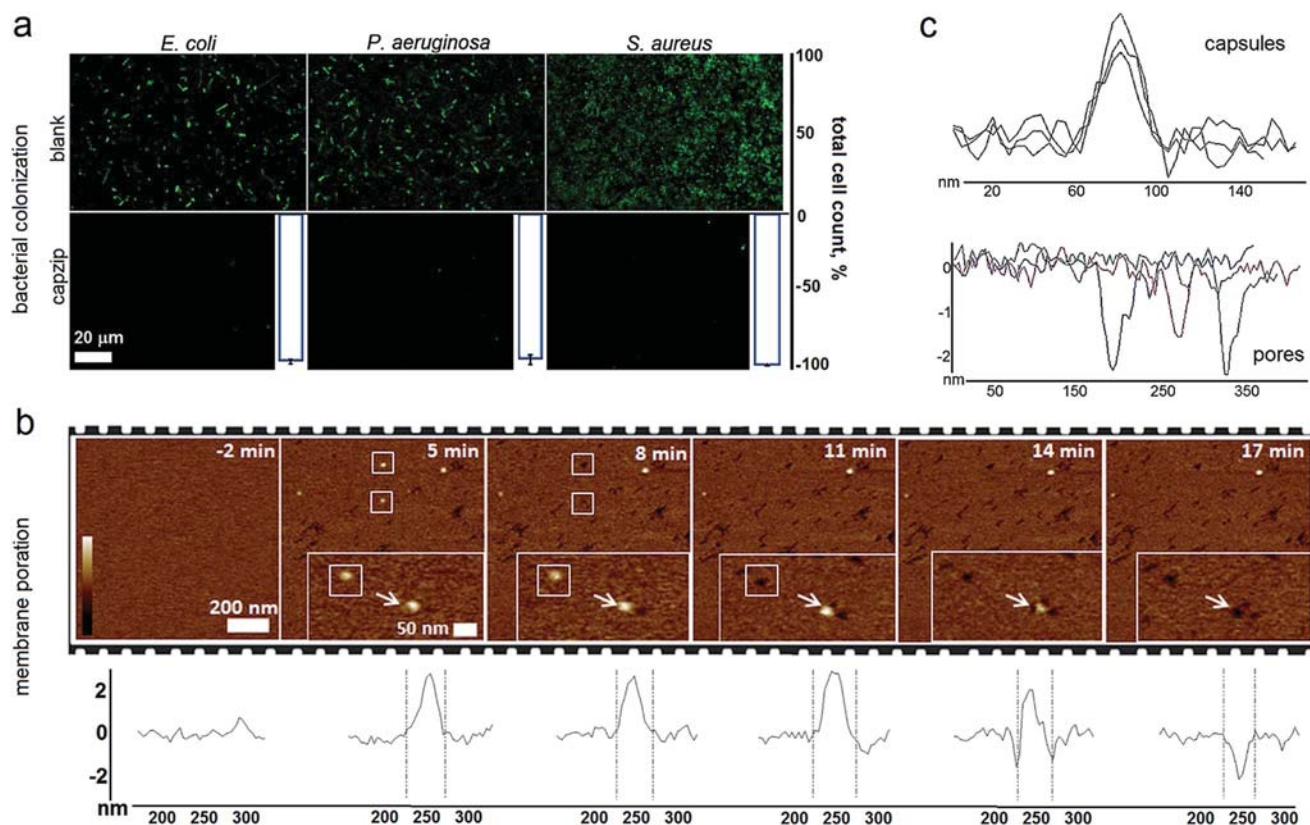 a
E. coli P. aeruginosa S. aureus
bacterial colonization
blank
capzip
20 μm
100
50
0
-50
-100
total cell count, %
c
capsules
nm 20 60 100 140
0
-1
-2
pores
nm 50 150 250 350
b
membrane poration
-2 min 5 min 8 min 11 min 14 min 17 min
200 nm
50 nm
2
0
-2
nm
200 250 300 200 250 300 200 250 300 200 250 300 200 250 300 200 250 300